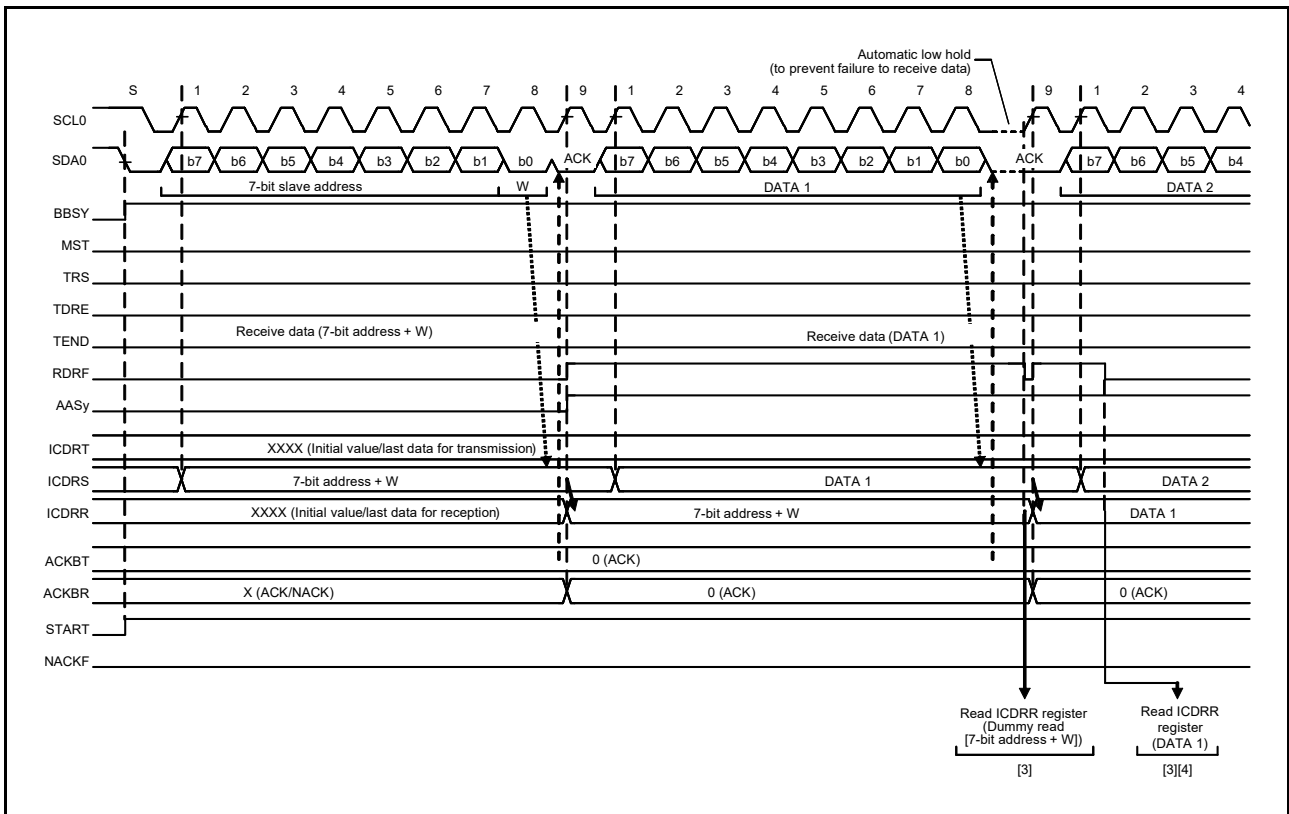 Automatic low hold
(to prevent failure to receive data)
S 1 2 3 4 5 6 7 8 9 1 2 3 4 5 6 7 8 9 1 2 3 4
SCL0
SDA0 b7 b6 b5 b4 b3 b2 b1 b0 ACK b7 b6 b5 b4 b3 b2 b1 b0 ACK b7 b6 b5 b4
7-bit slave address W DATA 1 DATA 2
BBSY
MST
TRS
TDRE
Receive data (7-bit address + W) Receive data (DATA 1)
TEND
RDRF
AASy
ICDRT XXXX (Initial value/last data for transmission)
ICDRS 7-bit address + W DATA 1 DATA 2
ICDRR XXXX (Initial value/last data for reception) 7-bit address + W DATA 1
ACKBT 0 (ACK)
ACKBR X (ACK/NACK) 0 (ACK) 0 (ACK)
START
NACKF
Read ICDRR register
(Dummy read
[7-bit address + W])
[3]
Read ICDRR
register
(DATA 1)
[3][4]